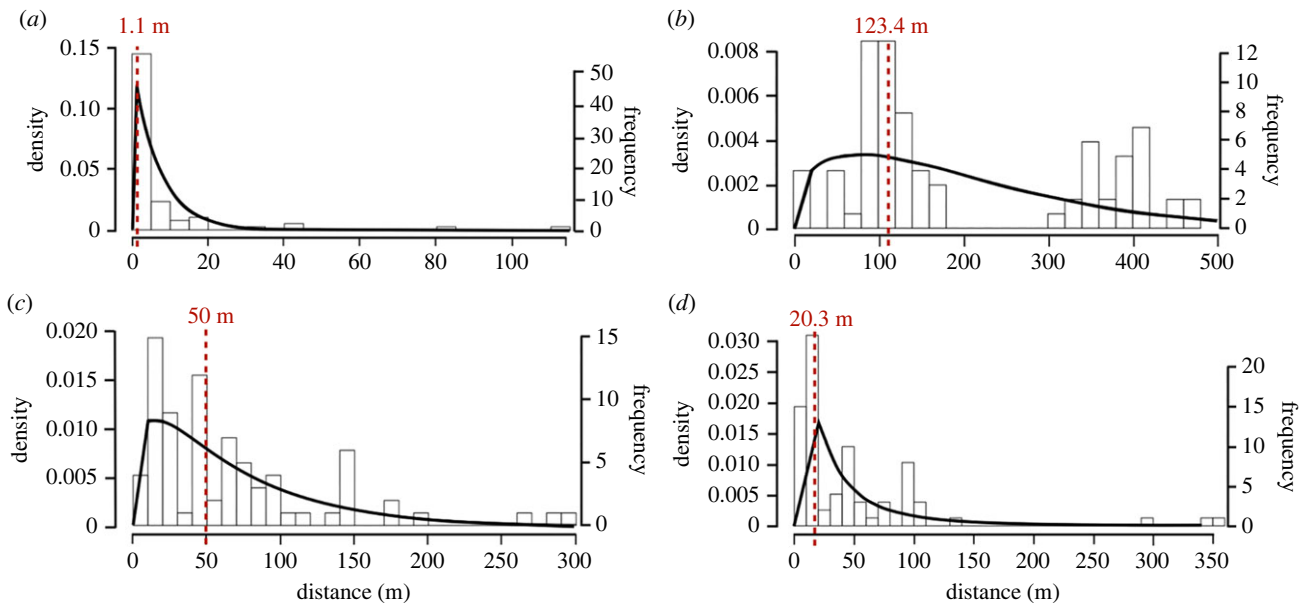 (a)
1.1 m
0.15
0.10
0.05
0
density
50
40
30
20
10
0
frequency
0 20 40 60 80 100
(b)
123.4 m
0.008
0.006
0.004
0.002
0
density
12
10
8
6
4
2
0
frequency
0 100 200 300 400 500
(c)
50 m
0.020
0.015
0.010
0.005
0
density
15
10
5
0
frequency
0 50 100 150 200 250 300
distance (m)
(d)
20.3 m
0.030
0.025
0.020
0.015
0.010
0.005
0
density
20
15
10
5
0
frequency
0 50 100 150 200 250 300 350
distance (m)